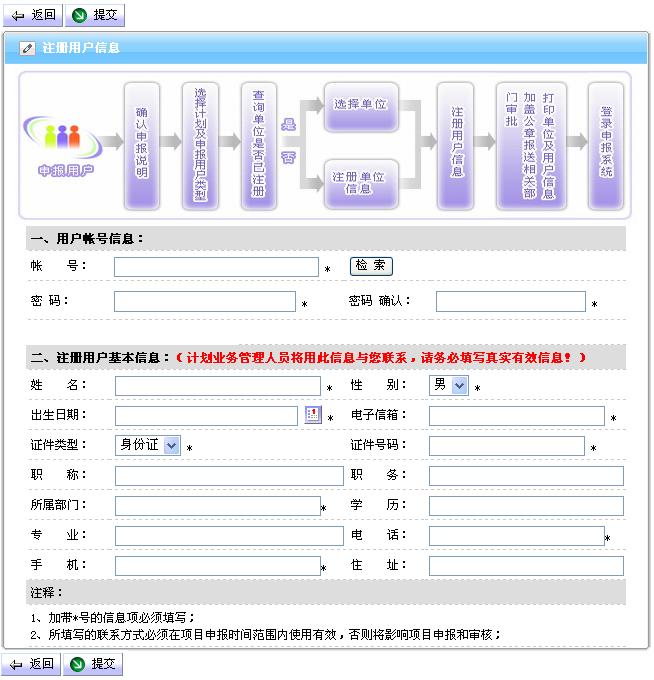 返回 提交
注册用户信息
申报用户
确认申报说明
选择计划及申报用户类型
查询单位是否已注册
是
否
选择单位
注册单位
信息
注册用户信息
打印单位及用户信息
加盖公章报送相关部
门审批
登录申报系统
一、用户帐号信息：
帐 号： * 检 索
密 码： * 密码 确认： *
二、注册用户基本信息：（计划业务管理人员将用此信息与您联系，请务必填写真实有效信息！）
姓 名： * 性 别： 男 *
出生日期： * 电子信箱： *
证件类型： 身份证 * 证件号码： *
职 称： 职 务：
所属部门： * 学 历：
专 业： 电 话： *
手 机： * 住 址：
注释：
1、加带*号的信息项必须填写；
2、所填写的联系方式必须在项目申报时间范围内使用有效，否则将影响项目申报和审核；
返回 提交